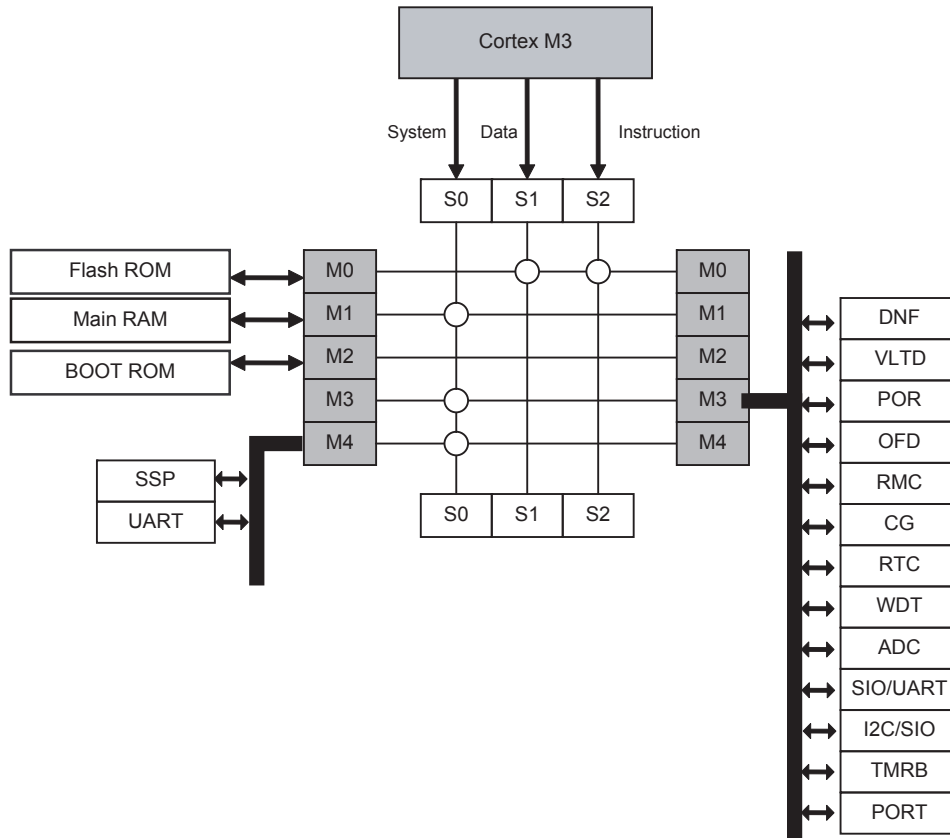 Cortex M3
System Data Instruction
S0 S1 S2
Flash ROM
Main RAM
BOOT ROM
SSP
UART
M0
M1
M2
M3
M4
M0
M1
M2
M3
M4
S0 S1 S2
DNF
VLTD
POR
OFD
RMC
CG
RTC
WDT
ADC
SIO/UART
I2C/SIO
TMRB
PORT